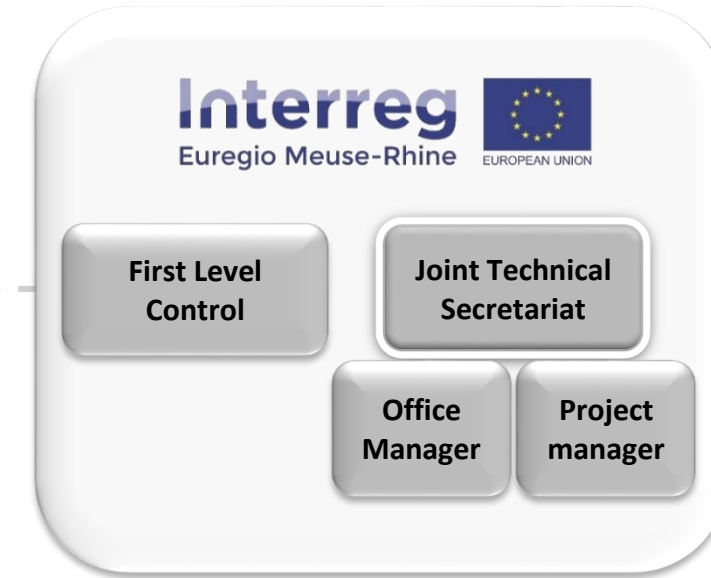 Interreg
Euregio Meuse-Rhine
EUROPEAN UNION
First Level
Control
Joint Technical
Secretariat
Office
Manager
Project
manager